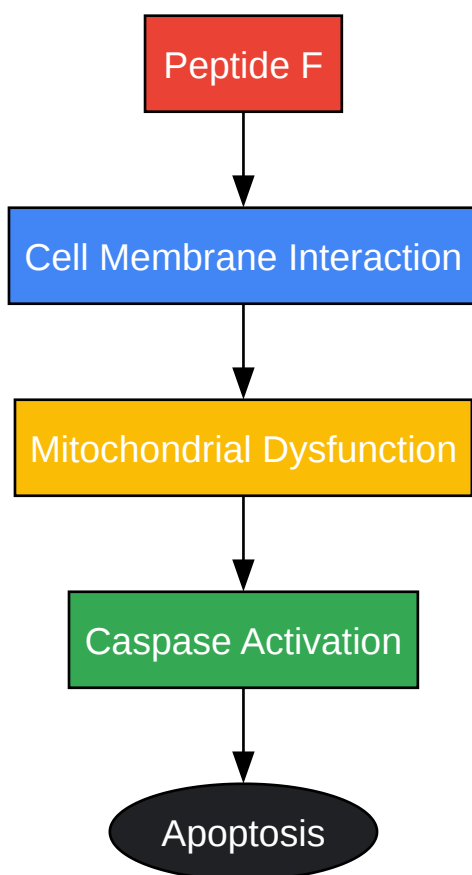 Peptide F
Cell Membrane Interaction
Mitochondrial Dysfunction
Caspase Activation
Apoptosis